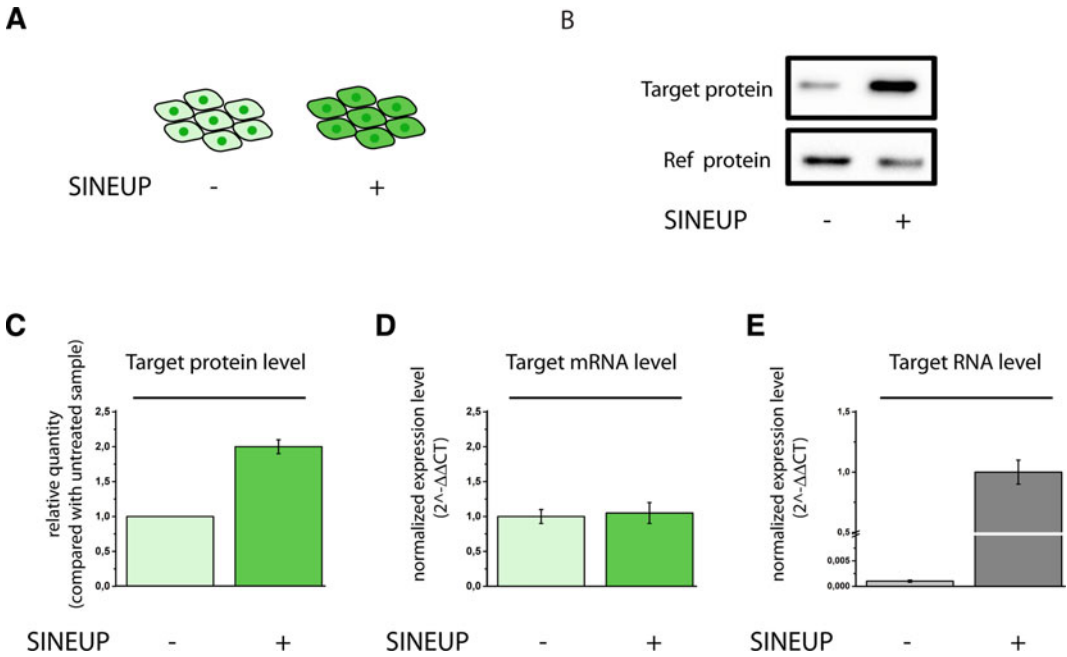 A
SINEUP - +
B
Target protein
Ref protein
SINEUP - +
C
Target protein level
relative quantity
(compared with untreated sample)
2,5
2,0
1,0
0,5
0,0
SINEUP - +
D
Target mRNA level
normalized expression level
(2^-ΔΔCT)
2,5
2,0
1,5
1,0
0,5
0,0
SINEUP - +
E
Target RNA level
normalized expression level
(2^-ΔΔCT)
1,5
1,0
0,5
0,005
0,000
SINEUP - +